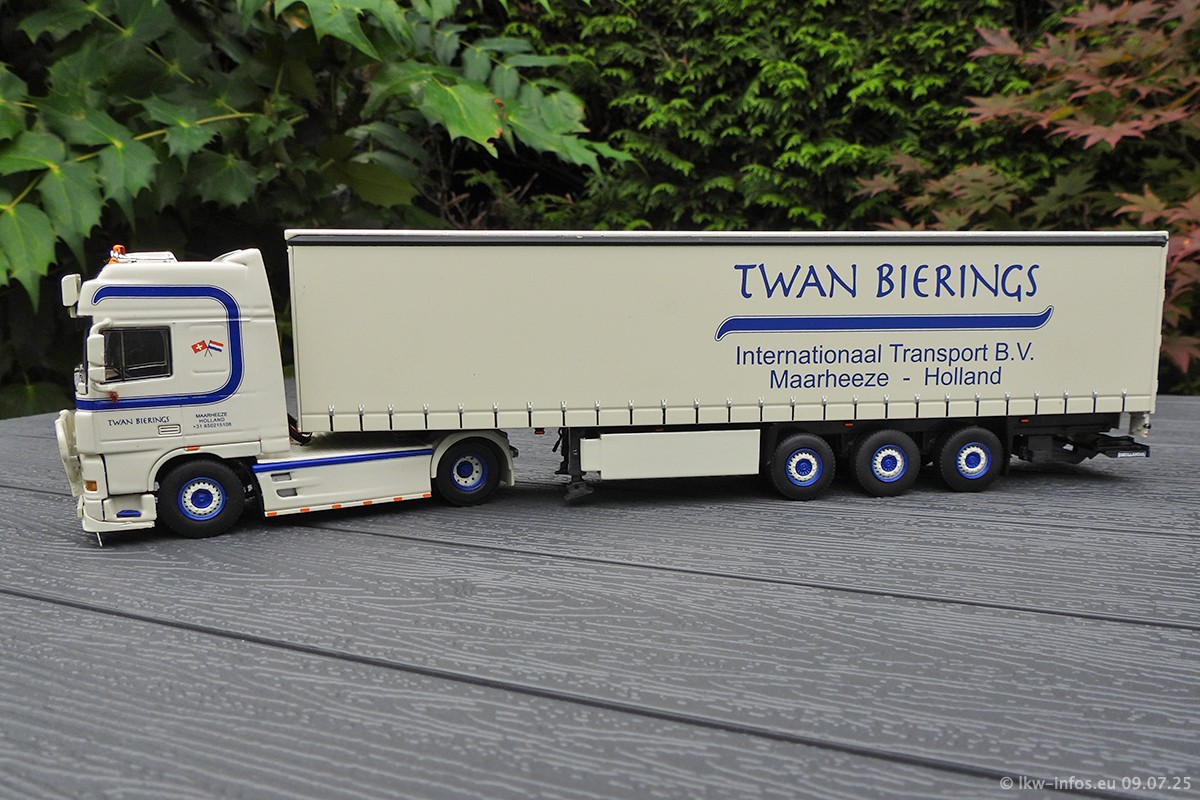 TWAN BIERINGS
Internationaal Transport B.V.
Maarheeze - Holland
TWAN BIERINGS
MAARHEEZE
HOLLAND
© lkw-infos.eu 09.07.25